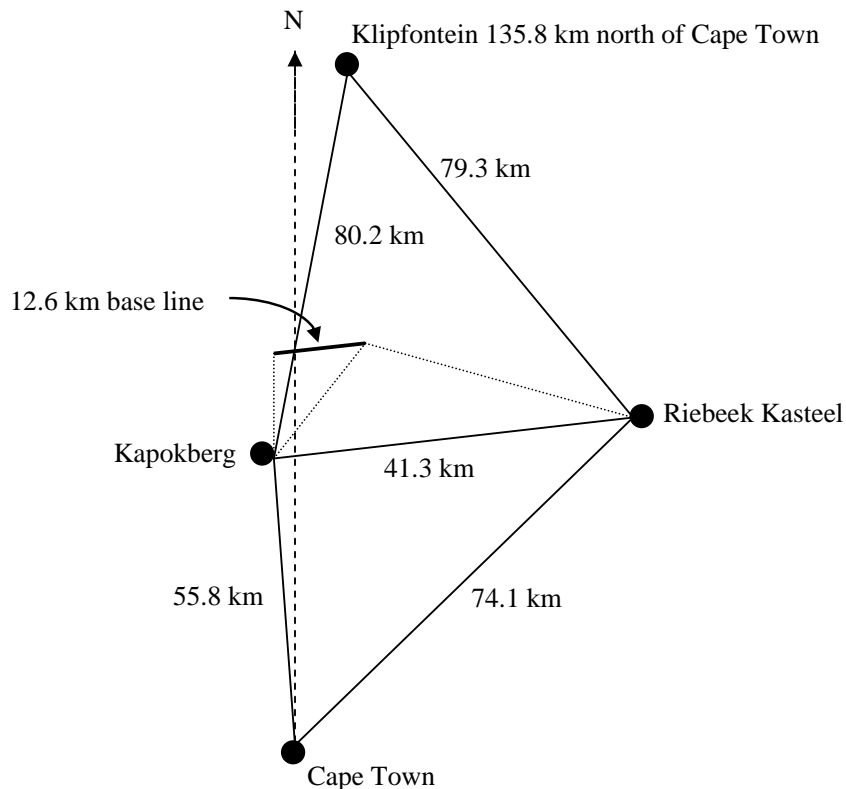 N
Klipfontein 135.8 km north of Cape Town
79.3 km
80.2 km
12.6 km base line
Riebeek Kasteel
Kapokberg
41.3 km
55.8 km
74.1 km
Cape Town